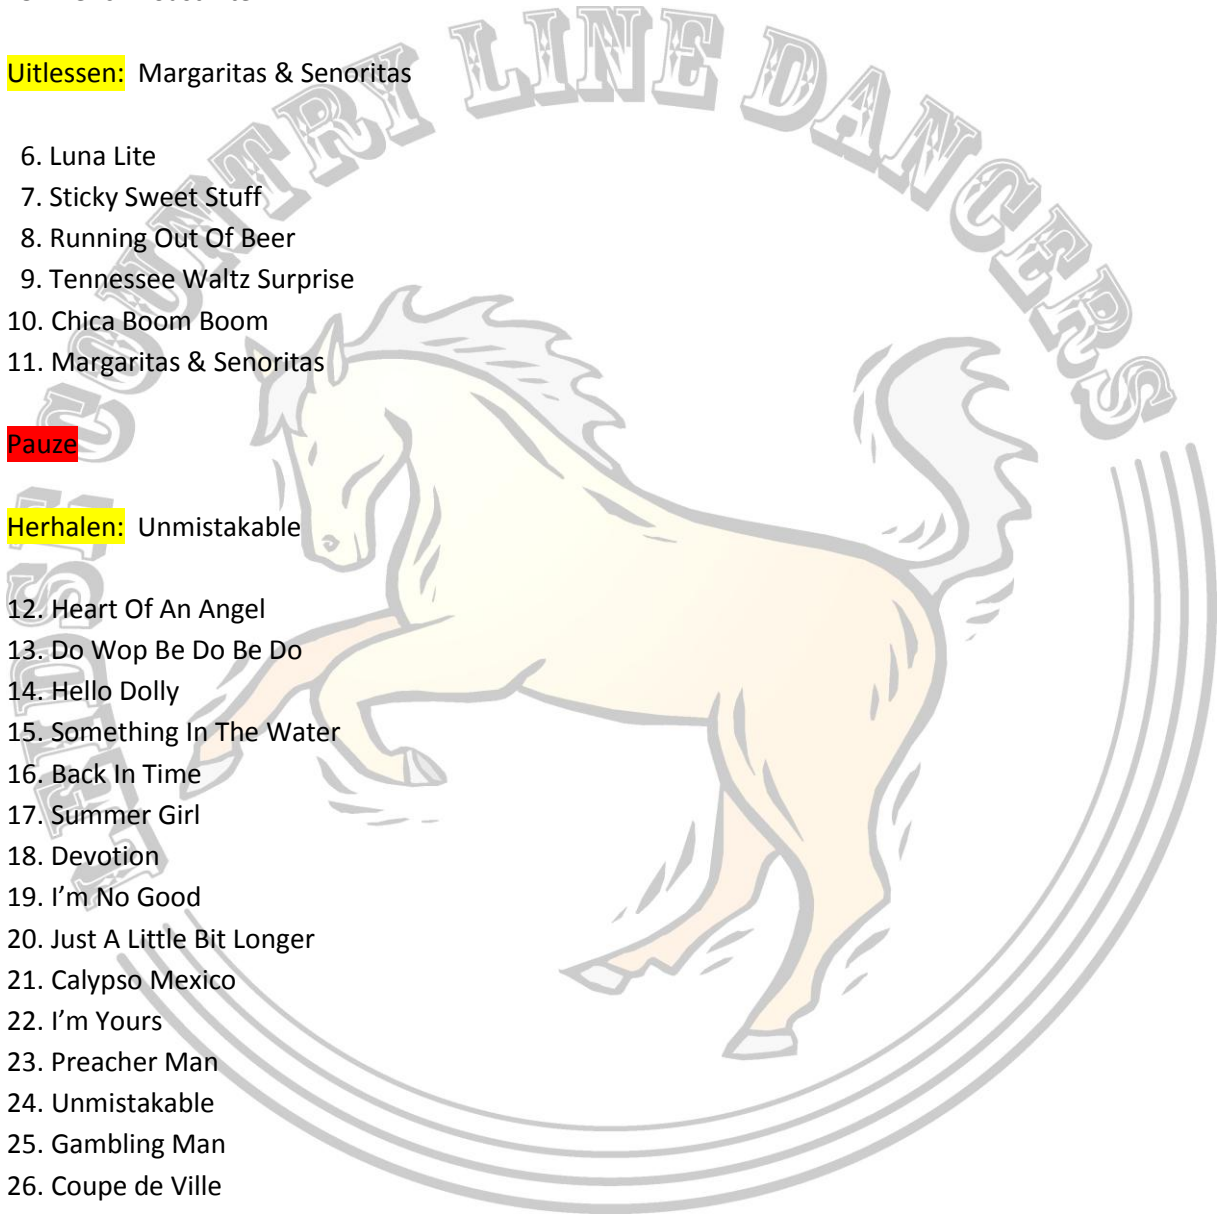 COUNTRY LINE DANCERS
Uitlessen: Margaritas & Senoritas
6. Luna Lite
7. Sticky Sweet Stuff
8. Running Out Of Beer
9. Tennessee Waltz Surprise
10. Chica Boom Boom
11. Margaritas & Senoritas
Pauze
Herhalen: Unmistakable
12. Heart Of An Angel
13. Do Wop Be Do Be Do
14. Hello Dolly
15. Something In The Water
16. Back In Time
17. Summer Girl
18. Devotion
19. I'm No Good
20. Just A Little Bit Longer
21. Calypso Mexico
22. I'm Yours
23. Preacher Man
24. Unmistakable
25. Gambling Man
26. Coupe de Ville